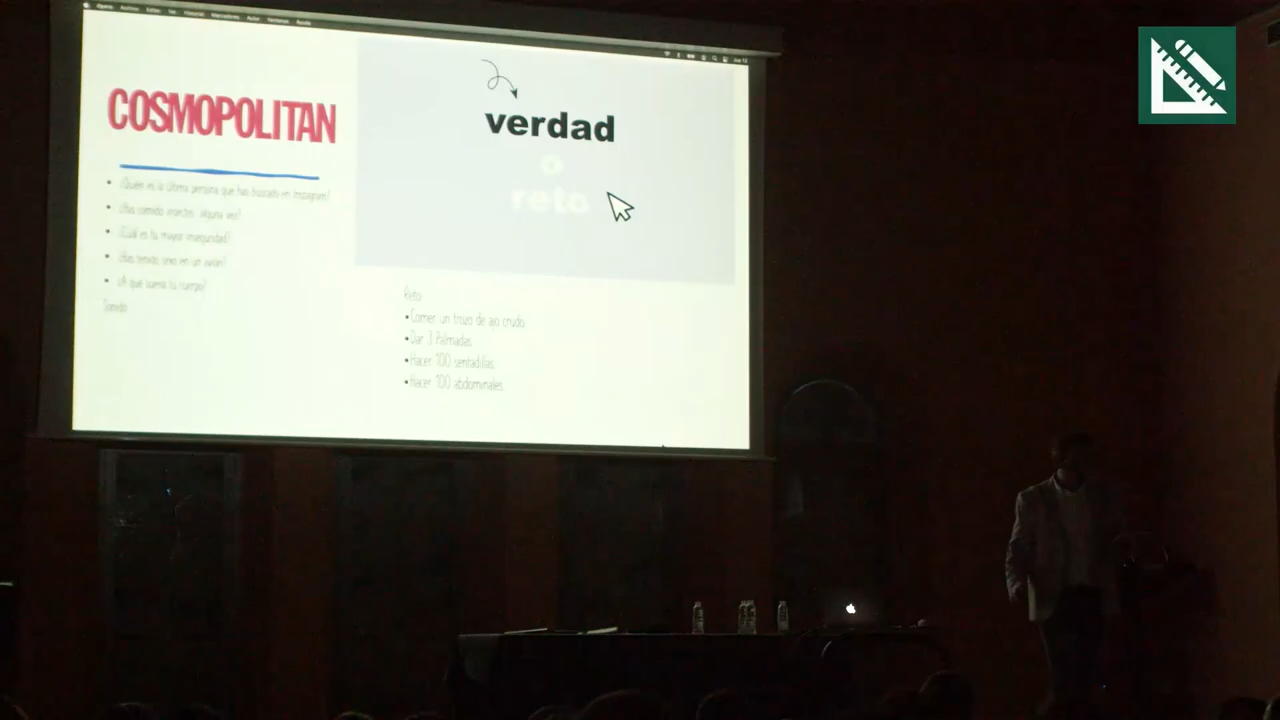 COSMOPOLITAN
• ¿Quién es la última persona que has buscado en Instagram?
• ¿Has comido insectos alguna vez?
• ¿Cuál es tu mayor inseguridad?
• ¿Has tenido sexo en un avión?
• ¿A qué suena tu cuerpo?
Sonido
verdad
o
reto
Reto:
• Comer un trozo de ajo crudo.
• Dar 3 Palmadas.
• Hacer 100 sentadillas.
• Hacer 100 abdominales.